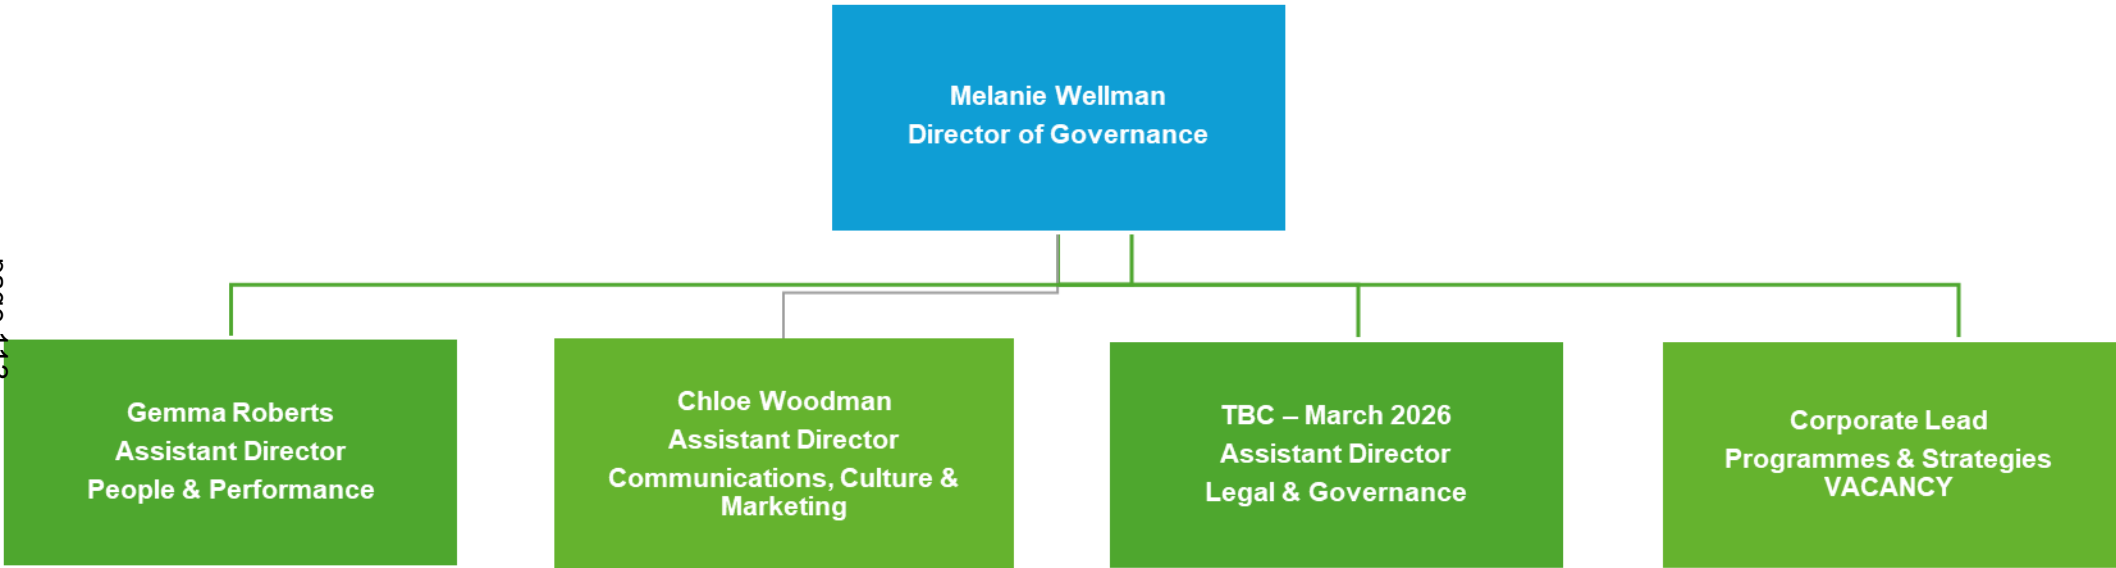 Melanie Wellman
Director of Governance
Gemma Roberts
Assistant Director
People & Performance
Chloe Woodman
Assistant Director
Communications, Culture &
Marketing
TBC – March 2026
Assistant Director
Legal & Governance
Corporate Lead
Programmes & Strategies
VACANCY